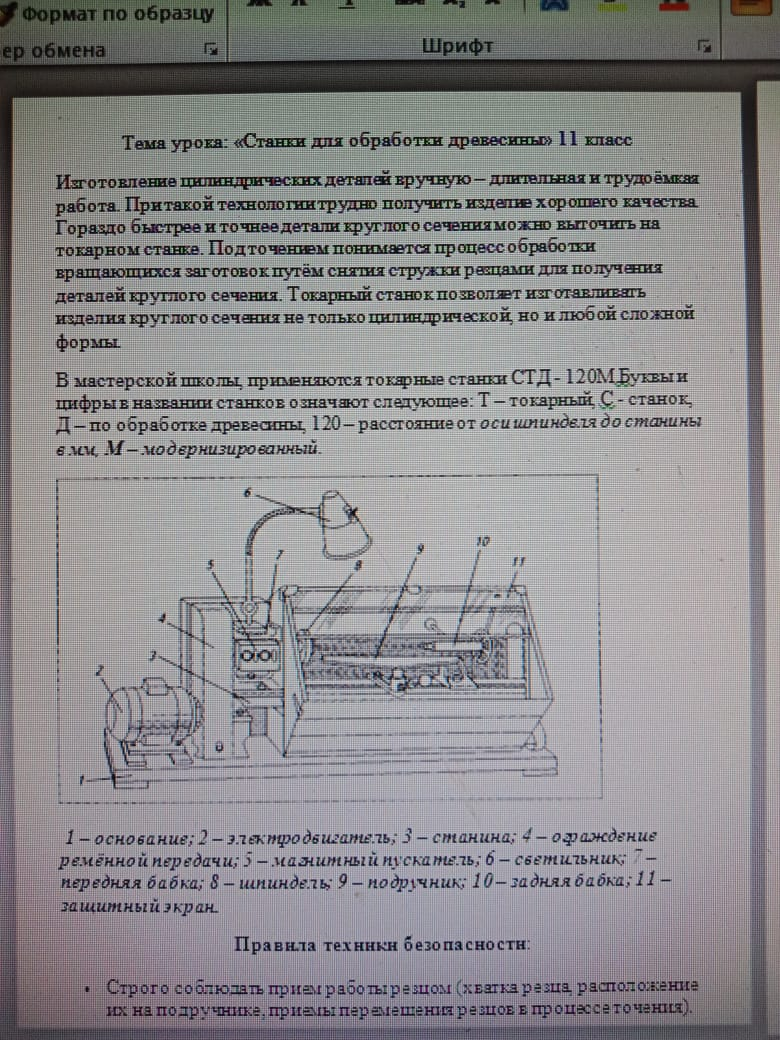 Формат по образцу
ер обмена
Шрифт
Тема урока: «Станки для обработки древесины» 11 класс
Изготовление цилиндрических деталей вручную – длительная и трудоёмкая
работа. При такой технологии трудно получить изделие хорошего качества.
Гораздо быстрее и точнее детали круглого сечения можно выточить на
токарном станке. Под точением понимается процесс обработки
вращающихся заготовок путём снятия стружки резцами для получения
деталей круглого сечения. Токарный станок позволяет изготавливать
изделия круглого сечения не только цилиндрической, но и любой сложной
формы.
В мастерской школы, применяются токарные станки СТД - 120М Буквы и
цифры в названии станков означают следующее: Т – токарный, С - станок,
Д – по обработке древесины, 120 – расстояние от оси шпинделя до станины
в мм, М – модернизированный.
6
5
7
8
9
10
11
4
3
2
1
1 – основание; 2 – электродвигатель; 3 – станина; 4 – ограждение
ремённой передачи; 5 – магнитный пускатель; 6 – светильник; 7 –
передняя бабка; 8 – шпиндель; 9 – подручник; 10 – задняя бабка; 11 –
защитный экран.
Правила техники безопасности:
• Строго соблюдать прием работы резцом (хватка резца, расположение
их на подручнике, приемы перемещения резцов в процессе точения).